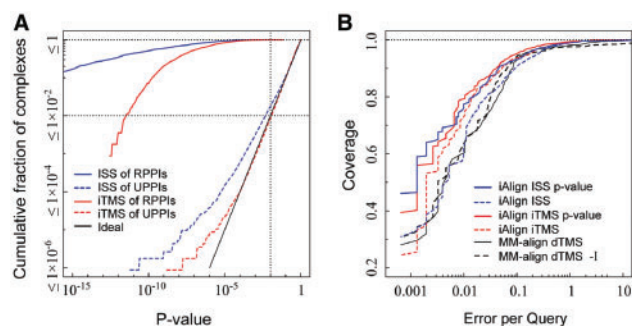 A
Cumulative fraction of complexes
≤1
≤1×10⁻²
≤1×10⁻⁴
≤1×10⁻⁶
ISS of RPPIs
ISS of UPPIs
iTMS of RPPIs
iTMS of UPPIs
Ideal
10⁻¹⁵
10⁻¹⁰
10⁻⁵
1
P-value
B
Coverage
1.0
0.8
0.6
0.4
0.2
iAlign ISS p-value
iAlign ISS
iAlign iTMS p-value
iAlign iTMS
MM-align dTMS
MM-align dTMS -I
0.001
0.01
0.1
1
10
Error per Query